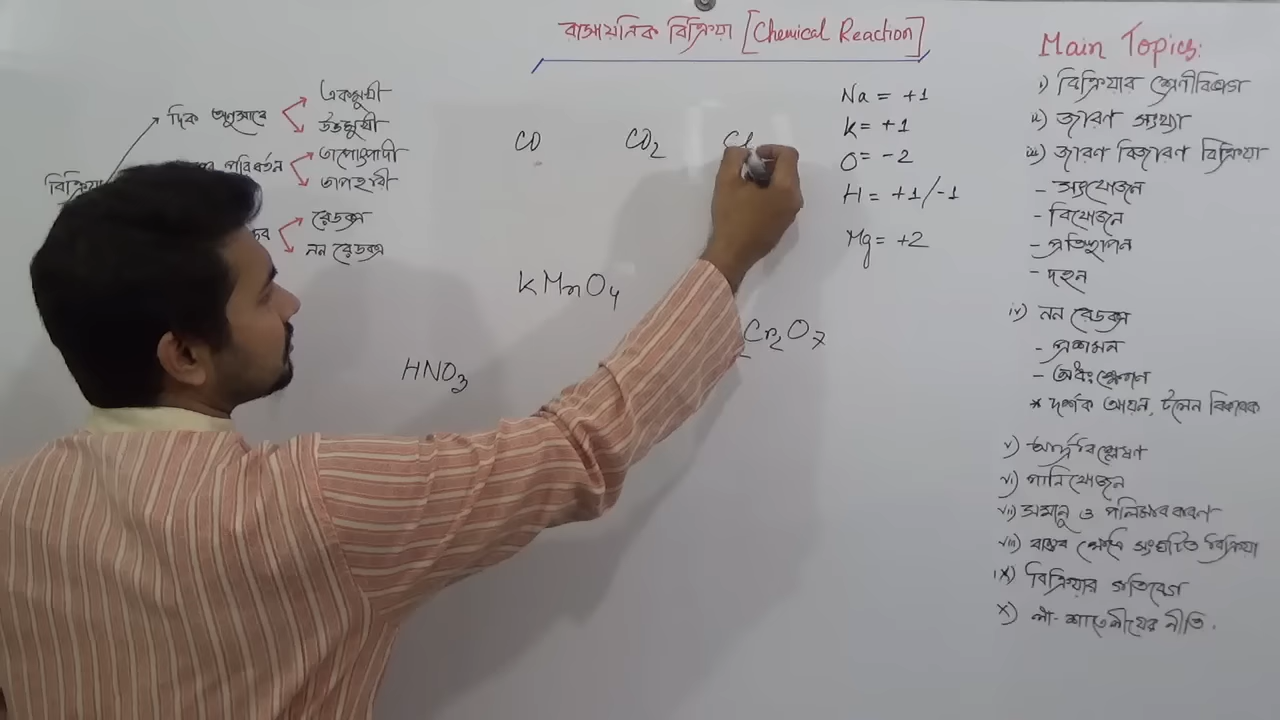 রাসায়নিক বিক্রিয়া [Chemical Reaction]
দিক অনুসারে
একমুখী
উভমুখী
পরিবর্তন
তাপোৎপাদী
তাপহারী
বিক্রিয়া
রেডক্স
নন রেডক্স
CO CO₂
Na = +1
K = +1
O = -2
H = +1/-1
Mg = +2
KMnO₄
Cr₂O₇
HNO₃
Main Topics:
i) বিক্রিয়ার শ্রেণীবিভাগ
ii) জারণ সংখ্যা
iii) জারণ বিজারণ বিক্রিয়া
- সংযোজন
- বিযোজন
- প্রতিস্থাপন
- দহন
iv) নন রেডক্স
- প্রশমন
- অধঃক্ষেপন
* দর্শক আয়ন, টলেন বিকারক
v) আর্দ্রবিশ্লেষণ
vi) পানিযোজন
vii) সমানু ও পলিমারকরণ
viii) বাস্তব ক্ষেত্রে সংঘটিত বিক্রিয়া
ix) বিক্রিয়ার গতিবেগ
x) লা-শাতেলীয়ের নীতি.